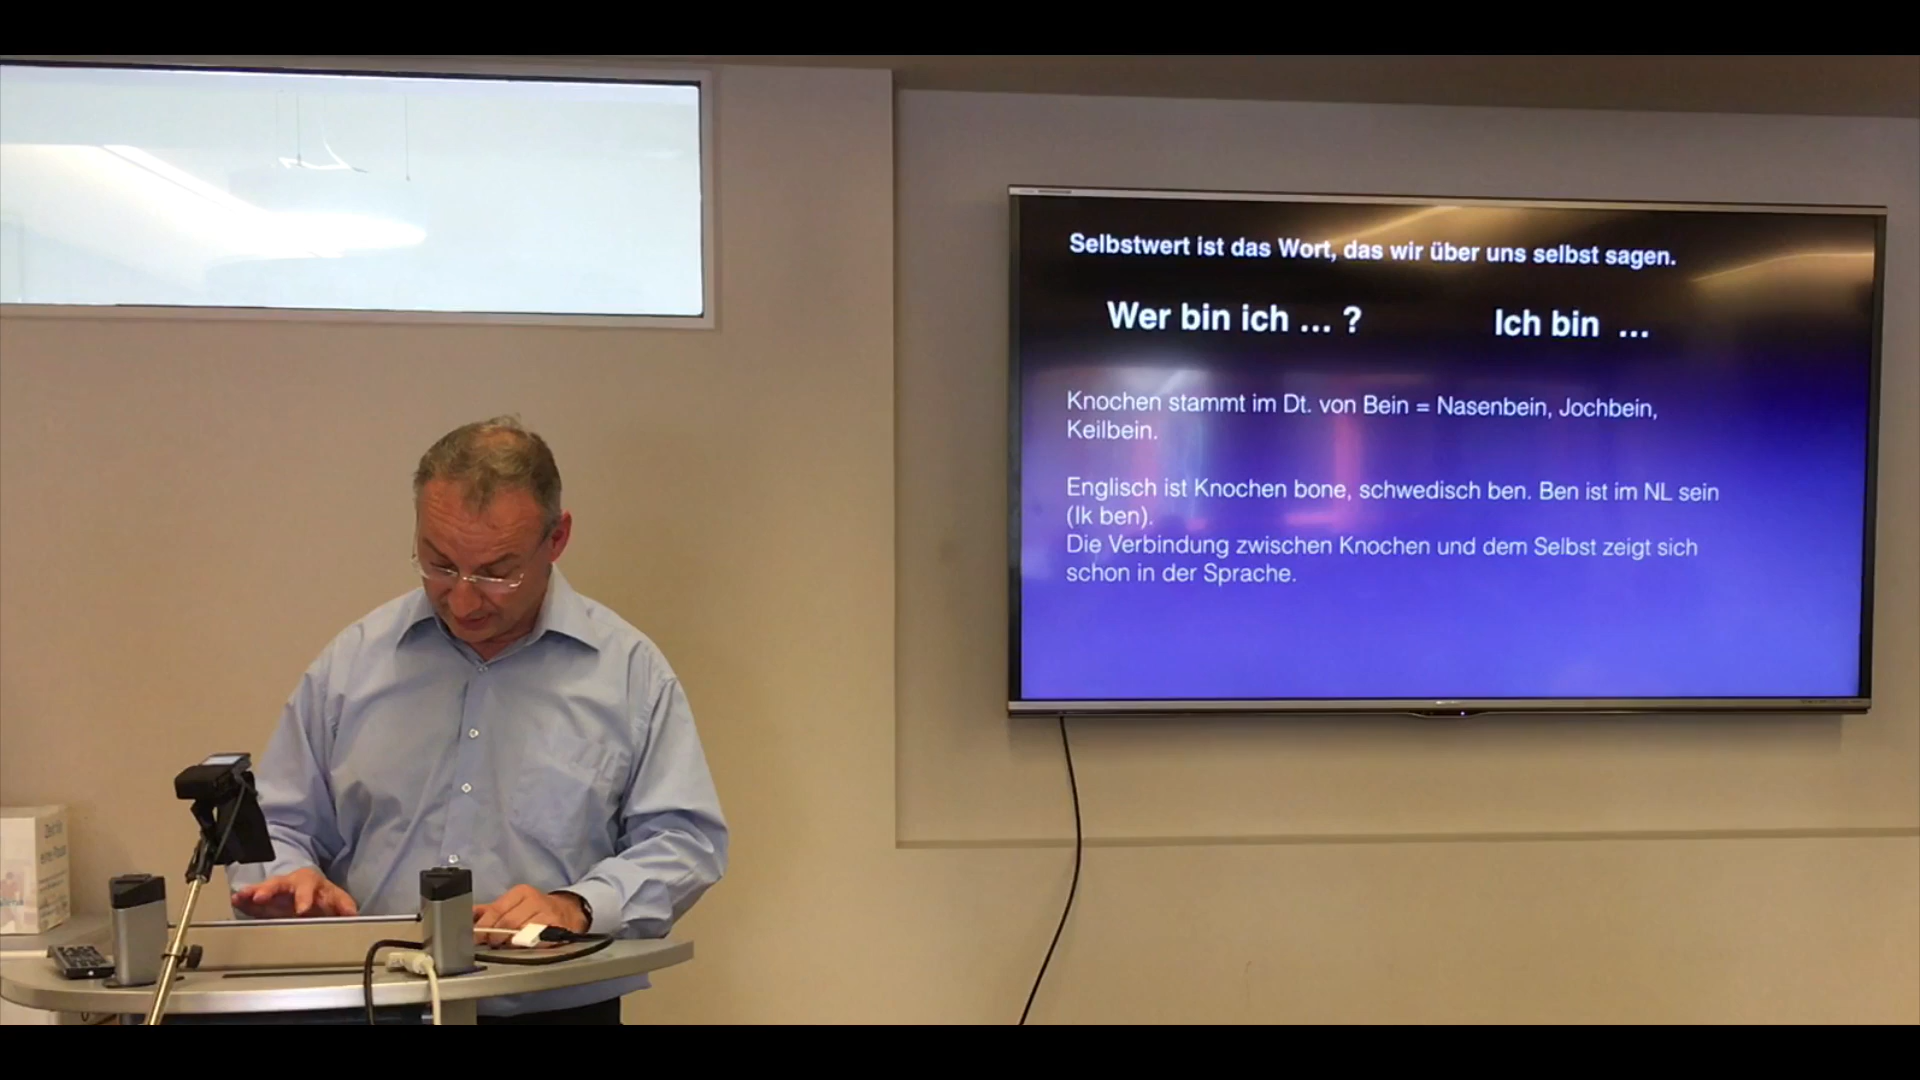 Selbstwert ist das Wort, das wir über uns selbst sagen.
Wer bin ich ... ? Ich bin ...
Knochen stammt im Dt. von Bein = Nasenbein, Jochbein,
Keilbein.
Englisch ist Knochen bone, schwedisch ben. Ben ist im NL sein
(Ik ben).
Die Verbindung zwischen Knochen und dem Selbst zeigt sich
schon in der Sprache.